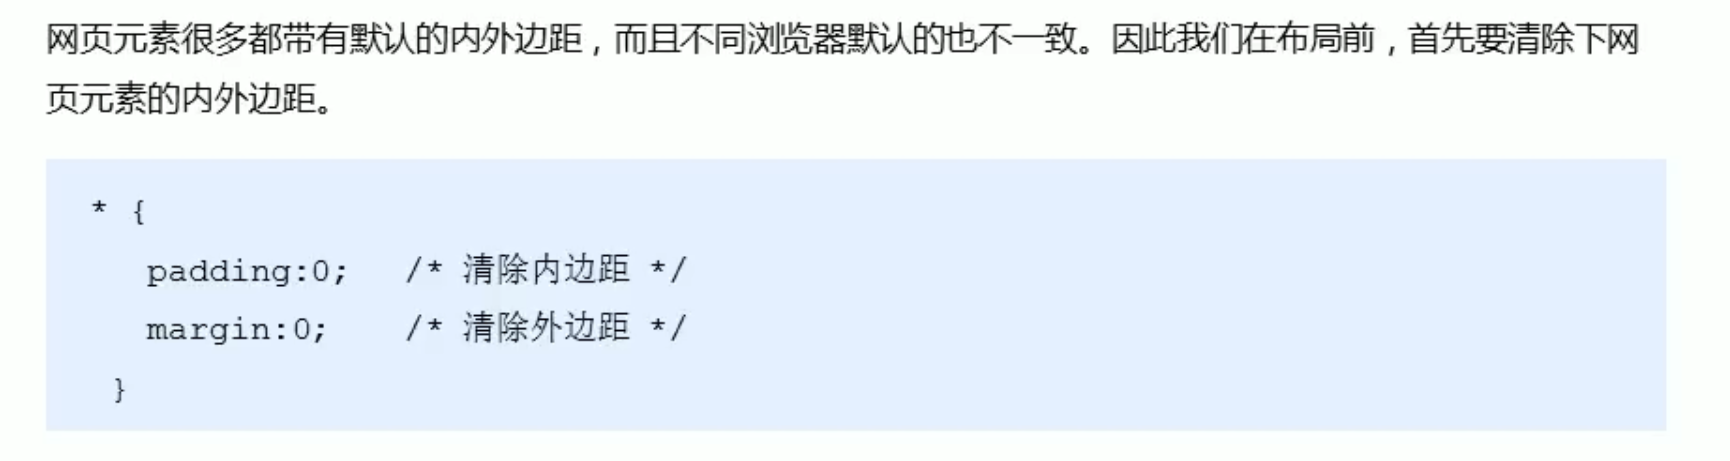 网页元素很多都带有默认的内外边距，而且不同浏览器默认的也不一致。因此我们在布局前，首先要清除下网
页元素的内外边距。
* {
padding:0;   /* 清除内边距 */
margin:0;    /* 清除外边距 */
}